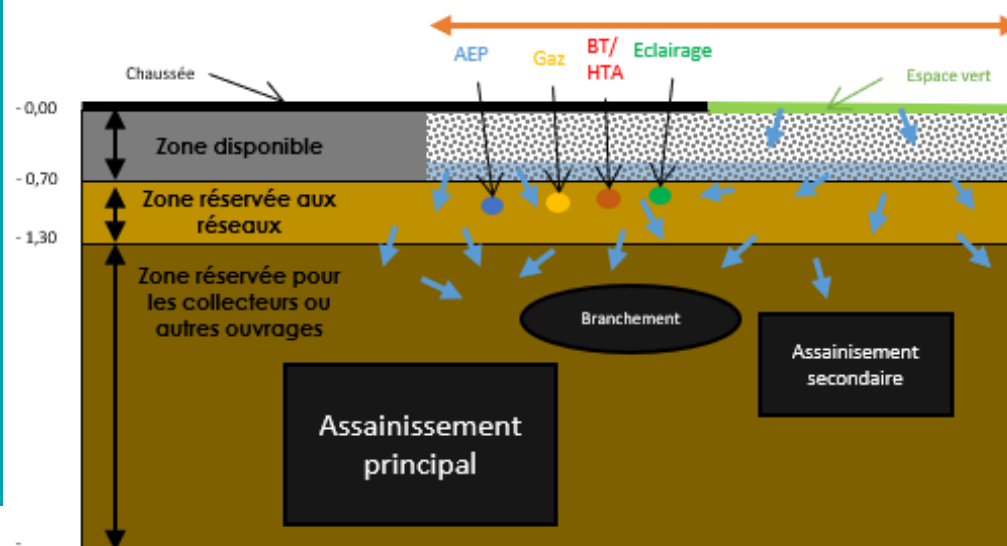 AEP
Gaz
BT/
HTA
Eclairage
Chaussée
Espace vert
- 0,00
Zone disponible
- 0,70
Zone réservée aux
réseaux
- 1,30
Zone réservée pour
les collecteurs ou
autres ouvrages
Branchement
Assainisement
secondaire
Assainissement
principal
-